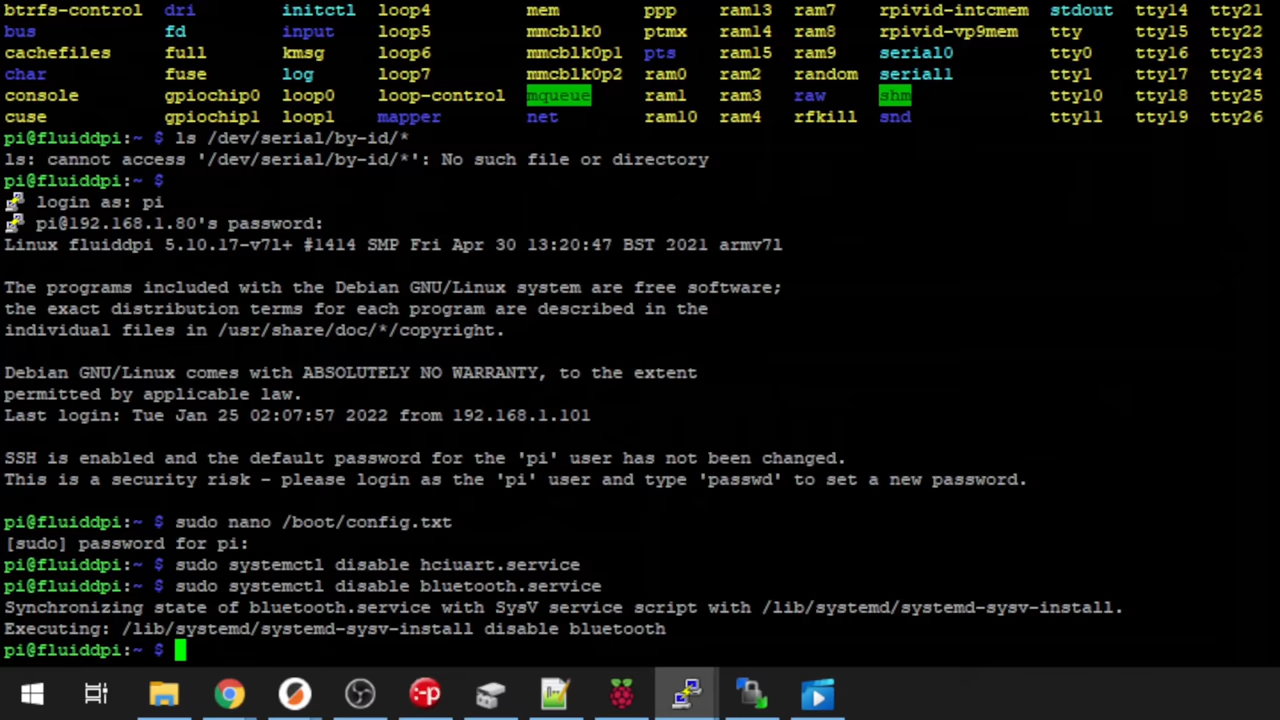 btrfs-control dri initctl loop4 mem ppp ram13 ram7 rpivid-intcmem stdout tty14 tty21
bus fd input loop5 mmcblk0 ptmx ram14 ram8 rpivid-vp9mem tty tty15 tty22
cachefiles full kmsg loop6 mmcblk0p1 pts ram15 ram9 serial0 tty0 tty16 tty23
char fuse log loop7 mmcblk0p2 ram0 ram2 random serial1 tty1 tty17 tty24
console gpiochip0 loop0 loop-control mqueue ram1 ram3 raw shm tty10 tty18 tty25
cuse gpiochip1 loop1 mapper net ram10 ram4 rfkill snd tty11 tty19 tty26
pi@fluiddpi:~ $ ls /dev/serial/by-id/*
ls: cannot access '/dev/serial/by-id/*': No such file or directory
pi@fluiddpi:~ $
login as: pi
pi@192.168.1.80's password:
Linux fluiddpi 5.10.17-v7l+ #1414 SMP Fri Apr 30 13:20:47 BST 2021 armv7l
The programs included with the Debian GNU/Linux system are free software;
the exact distribution terms for each program are described in the
individual files in /usr/share/doc/*/copyright.
Debian GNU/Linux comes with ABSOLUTELY NO WARRANTY, to the extent
permitted by applicable law.
Last login: Tue Jan 25 02:07:57 2022 from 192.168.1.101
SSH is enabled and the default password for the 'pi' user has not been changed.
This is a security risk - please login as the 'pi' user and type 'passwd' to set a new password.
pi@fluiddpi:~ $ sudo nano /boot/config.txt
[sudo] password for pi:
pi@fluiddpi:~ $ sudo systemctl disable hciuart.service
pi@fluiddpi:~ $ sudo systemctl disable bluetooth.service
Synchronizing state of bluetooth.service with SysV service script with /lib/systemd/systemd-sysv-install.
Executing: /lib/systemd/systemd-sysv-install disable bluetooth
pi@fluiddpi:~ $